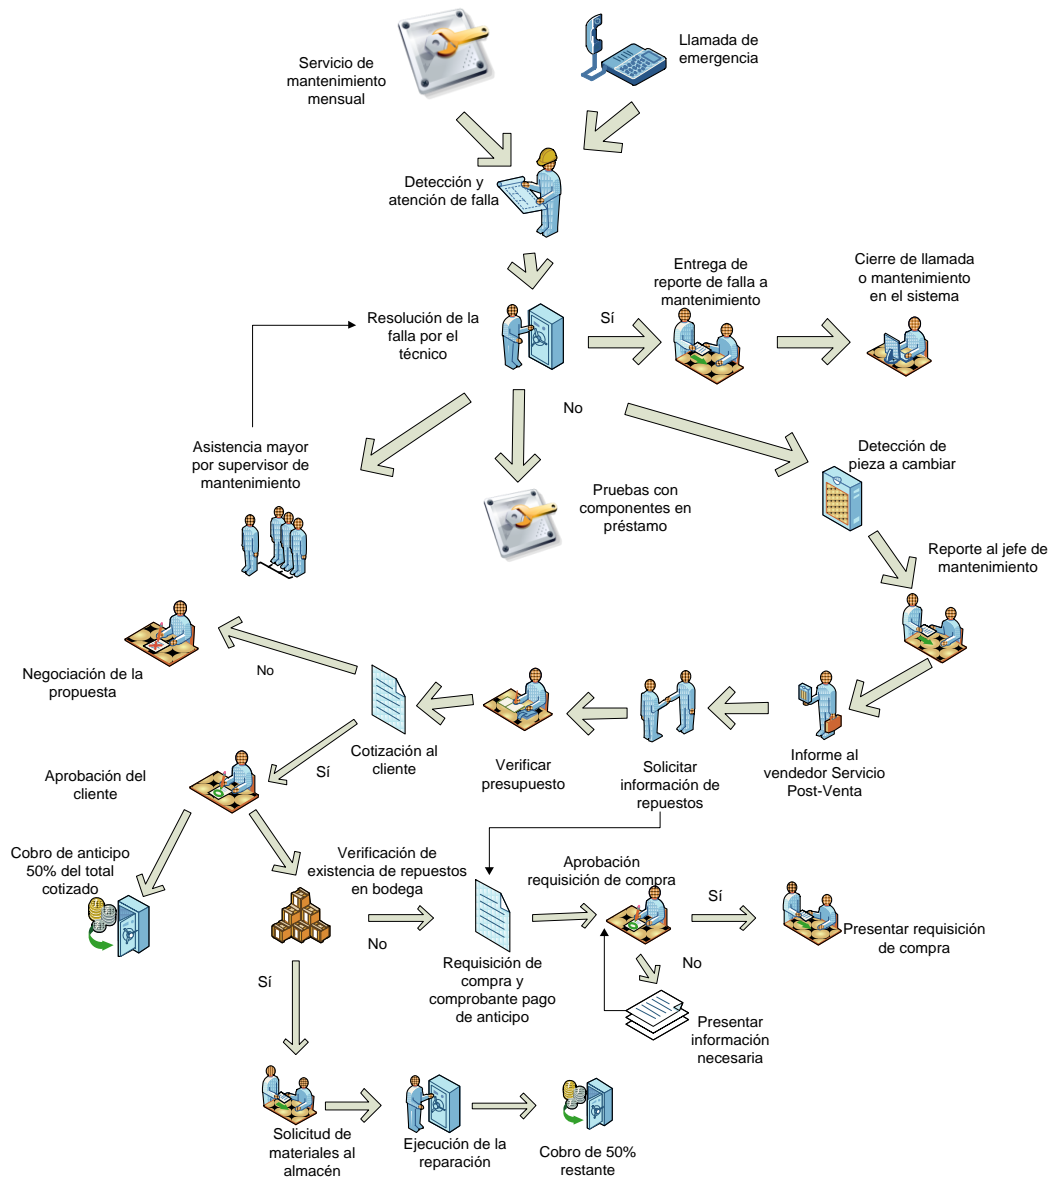 Servicio de
mantenimiento
mensual
Llamada de
emergencia
Detección y
atención de falla
Entrega de
reporte de falla a
mantenimiento
Cierre de llamada
o mantenimiento
en el sistema
Resolución de la
falla por el
técnico
Sí
No
Asistencia mayor
por supervisor de
mantenimiento
Pruebas con
componentes en
préstamo
Detección de
pieza a cambiar
Reporte al jefe de
mantenimiento
Negociación de la
propuesta
No
Cotización al
cliente
Verificar
presupuesto
Solicitar
información de
repuestos
Informe al
vendedor Servicio
Post-Venta
Sí
Aprobación del
cliente
Cobro de anticipo
50% del total
cotizado
Verificación de
existencia de repuestos
en bodega
No
Sí
Requisición de
compra y
comprobante pago
de anticipo
Aprobación
requisición de compra
Sí
Presentar requisición
de compra
No
Presentar
información
necesaria
Solicitud de
materiales al
almacén
Ejecución de la
reparación
Cobro de 50%
restante